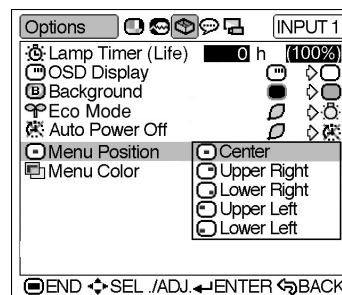 Options INPUT 1
Lamp Timer (Life) 0 h (100%)
OSD Display
B Background
Eco Mode
Auto Power Off
Menu Position Center
Menu Color Upper Right
Lower Right
Upper Left
Lower Left
END SEL ./ADJ. ENTER BACK